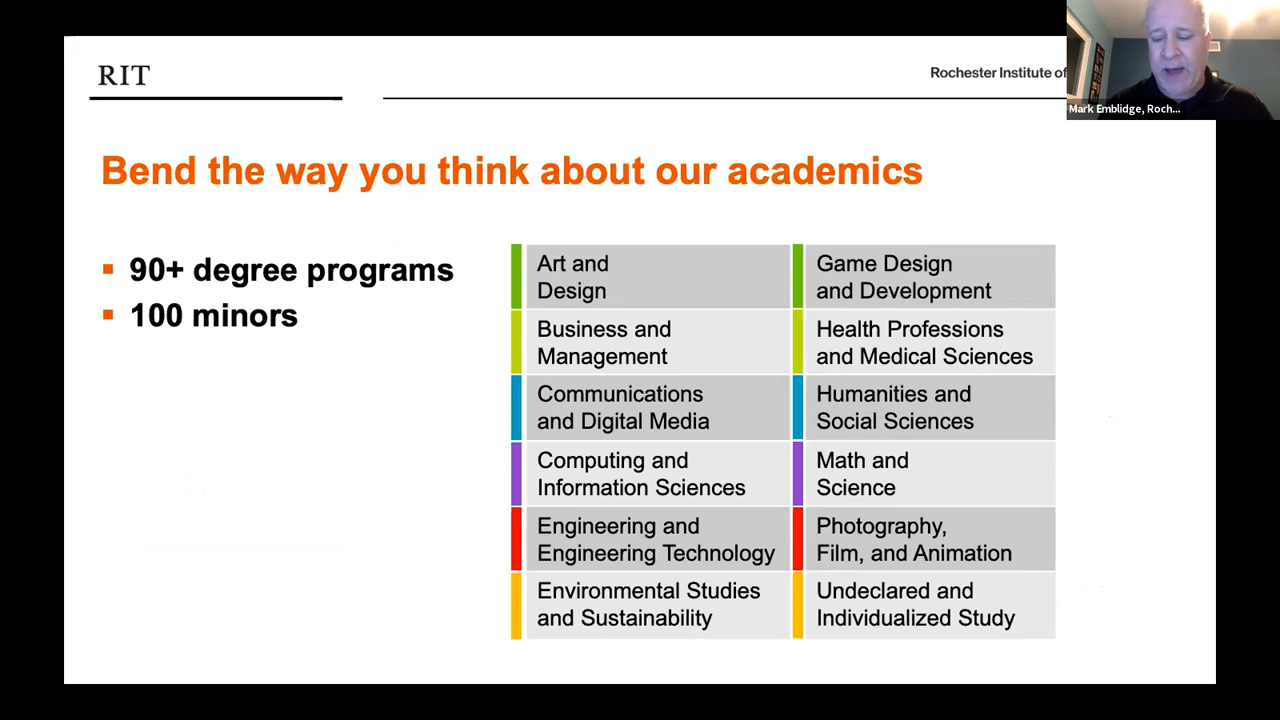 RIT
Rochester Institute of
Mark Emblidge, Roch...
Bend the way you think about our academics
90+ degree programs
100 minors
Art and
Design
Game Design
and Development
Business and
Management
Health Professions
and Medical Sciences
Communications
and Digital Media
Humanities and
Social Sciences
Computing and
Information Sciences
Math and
Science
Engineering and
Engineering Technology
Photography,
Film, and Animation
Environmental Studies
and Sustainability
Undeclared and
Individualized Study